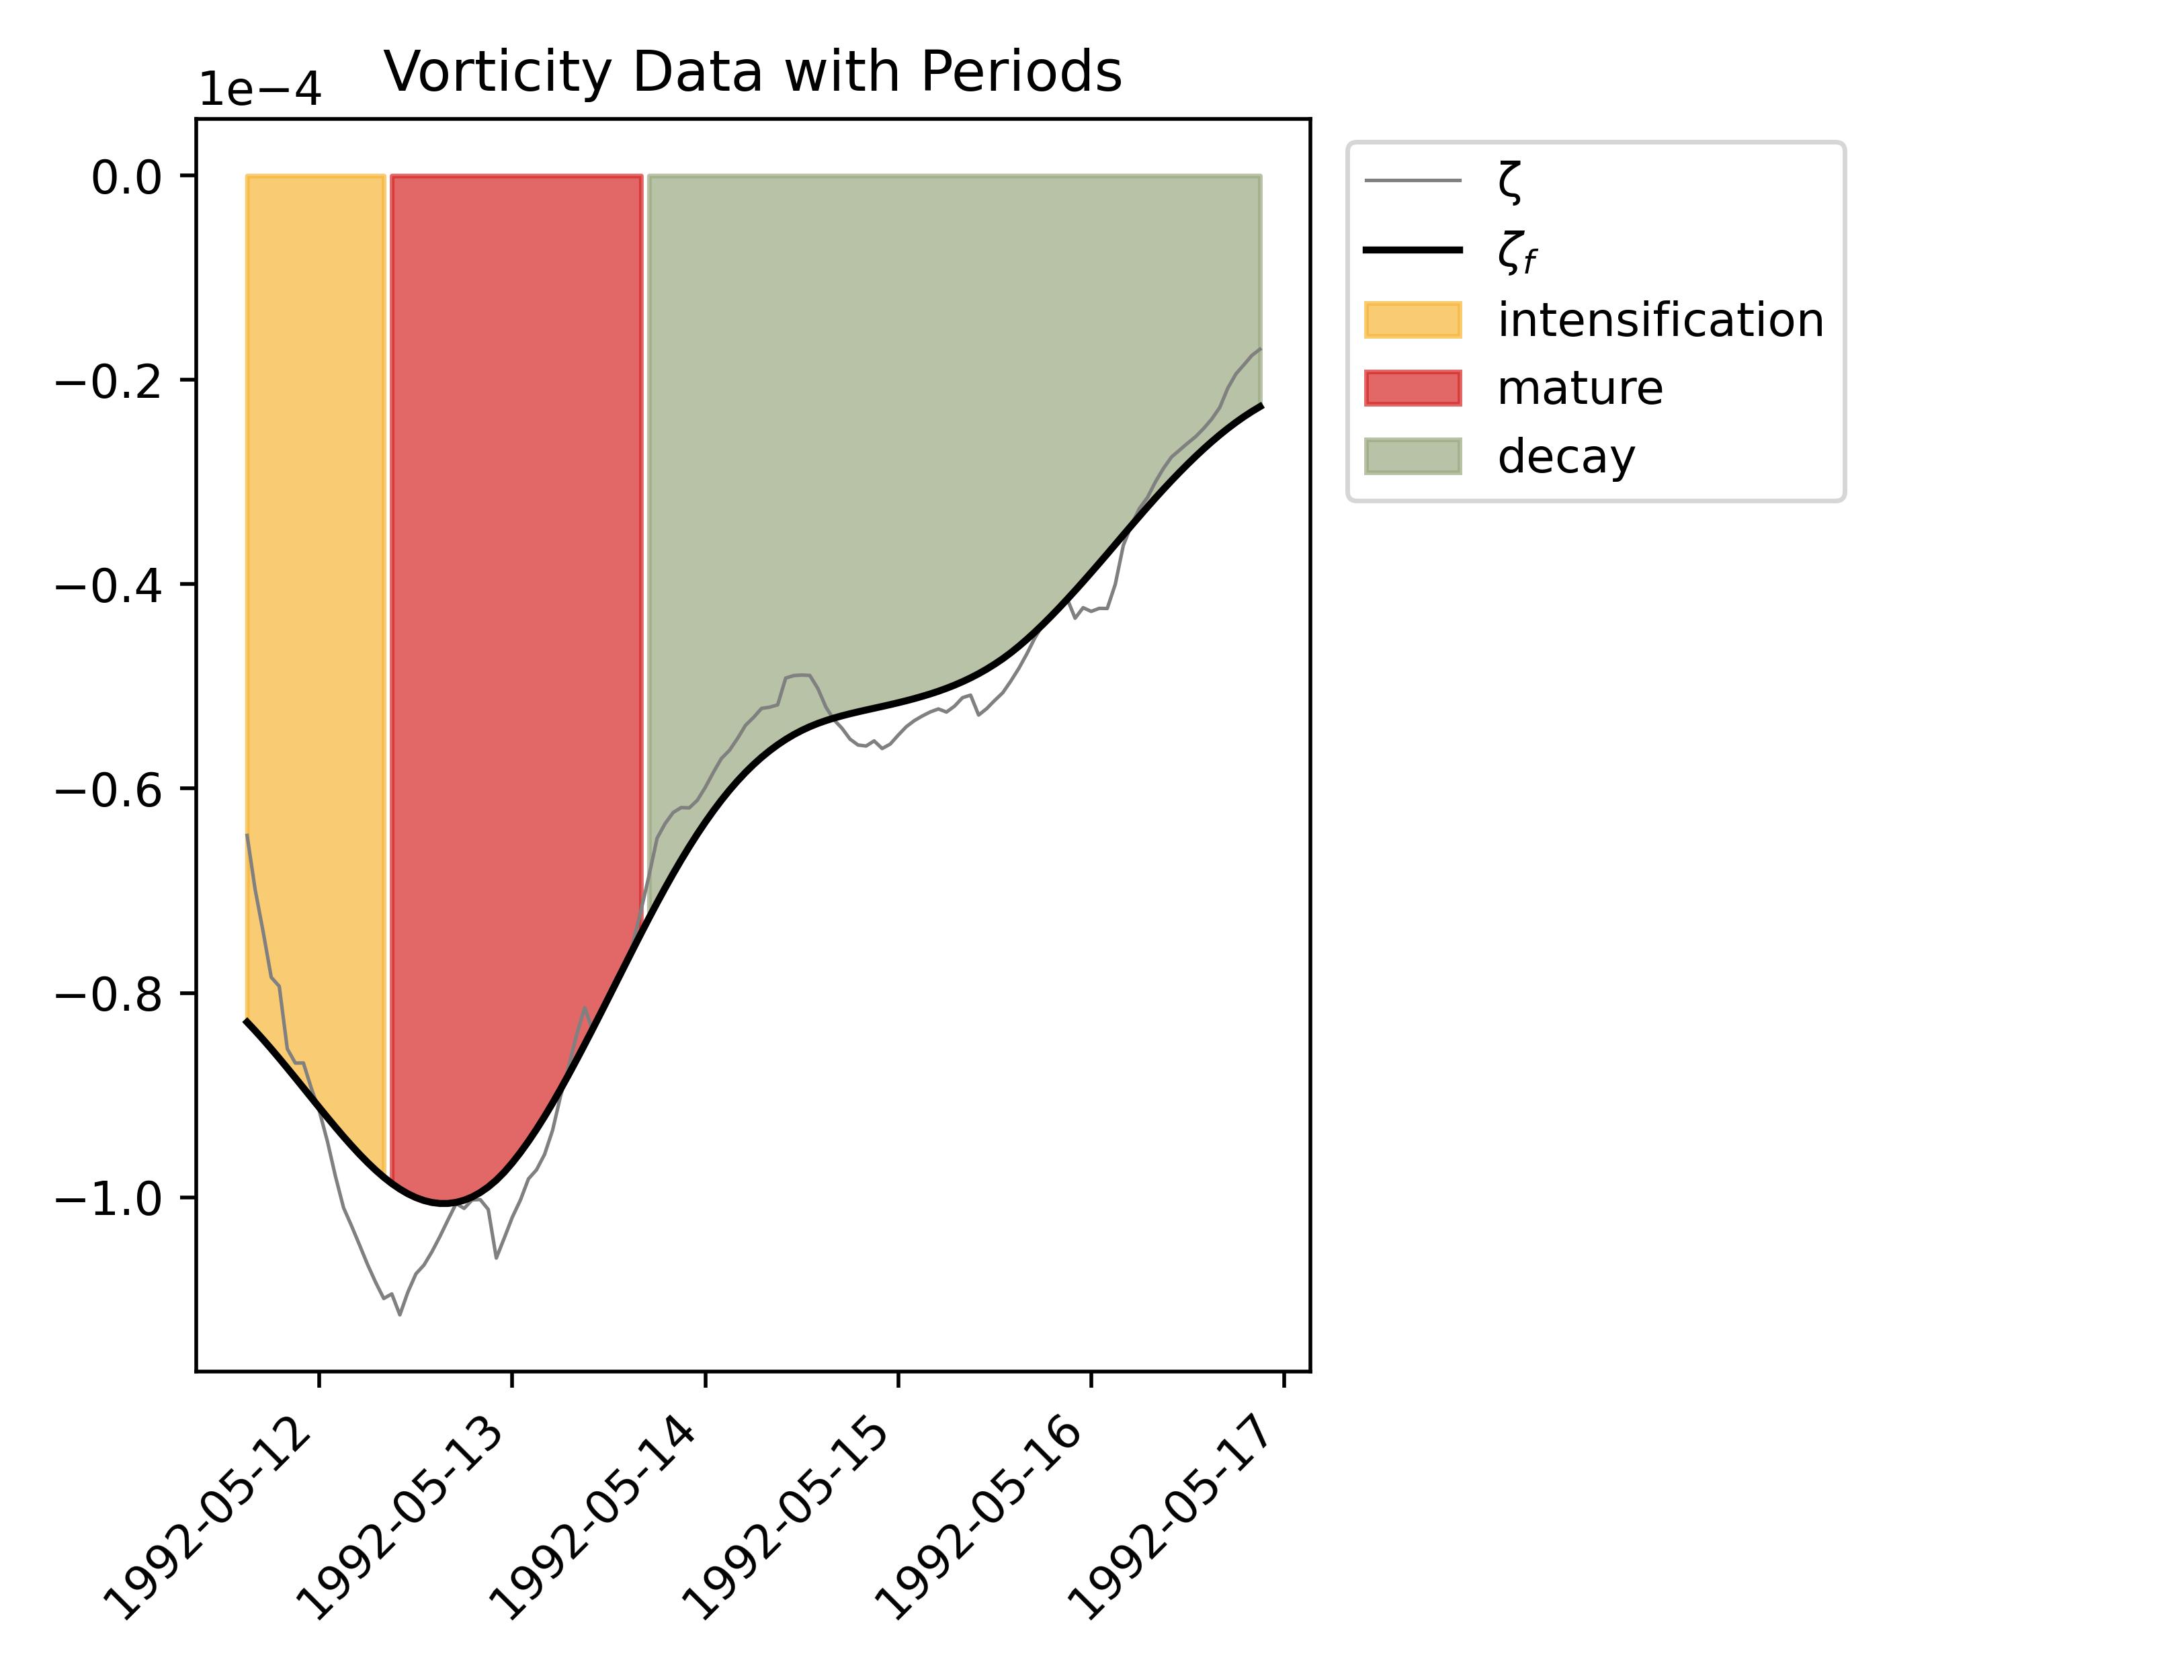 Vorticity Data with Periods
1e−4
0.0
−0.2
−0.4
−0.6
−0.8
−1.0
1992-05-12
1992-05-13
1992-05-14
1992-05-15
1992-05-16
1992-05-17
ζ
ζf
intensification
mature
decay